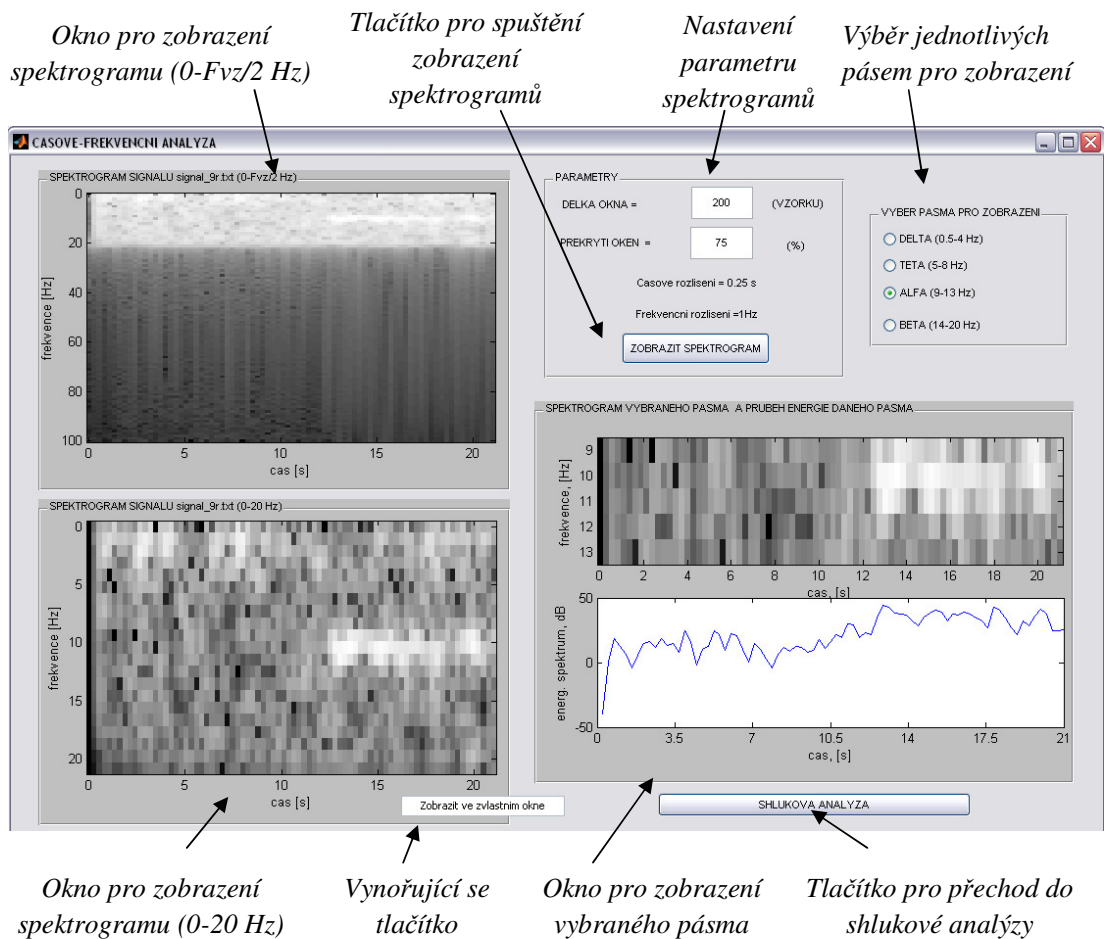 Okno pro zobrazení
spektrogramu (0-Fvz/2 Hz)
Tlačítko pro spuštění
zobrazení
spektrogramů
Nastavení
parametru
spektrogramů
Výběr jednotlivých
pásem pro zobrazení
CASOVE-FREKVENCNI ANALYZA
SPEKTROGRAM SIGNALU signal_9r.txt (0-Fvz/2 Hz)
0
20
40
60
80
100
frekvence [Hz]
0 5 10 15 20
cas [s]
PARAMETRY
DELKA OKNA = 200 (VZORKU)
PREKRYTI OKEN = 75 (%)
Casove rozliseni = 0.25 s
Frekvencni rozliseni =1Hz
ZOBRAZIT SPEKTROGRAM
VYBER PASMA PRO ZOBRAZENI
DELTA (0.5-4 Hz)
TETA (5-8 Hz)
ALFA (9-13 Hz)
BETA (14-20 Hz)
SPEKTROGRAM SIGNALU signal_9r.txt (0-20 Hz)
0
5
10
15
20
frekvence [Hz]
0 5 10 15 20
cas [s]
Zobrazit ve zvlastnim okne
SPEKTROGRAM VYBRANEHO PASMA A PRUBEH ENERGIE DANEHO PASMA
9
10
11
12
13
frekvence, [Hz]
0 2 4 6 8 10 12 14 16 18 20
cas, [s]
50
0
-50
energ. spektrum, dB
0 3.5 7 10.5 14 17.5 21
cas, [s]
SHLUKOVA ANALYZA
Okno pro zobrazení
spektrogramu (0-20 Hz)
Vynořující se
tlačítko
Okno pro zobrazení
vybraného pásma
Tlačítko pro přechod do
shlukové analýzy